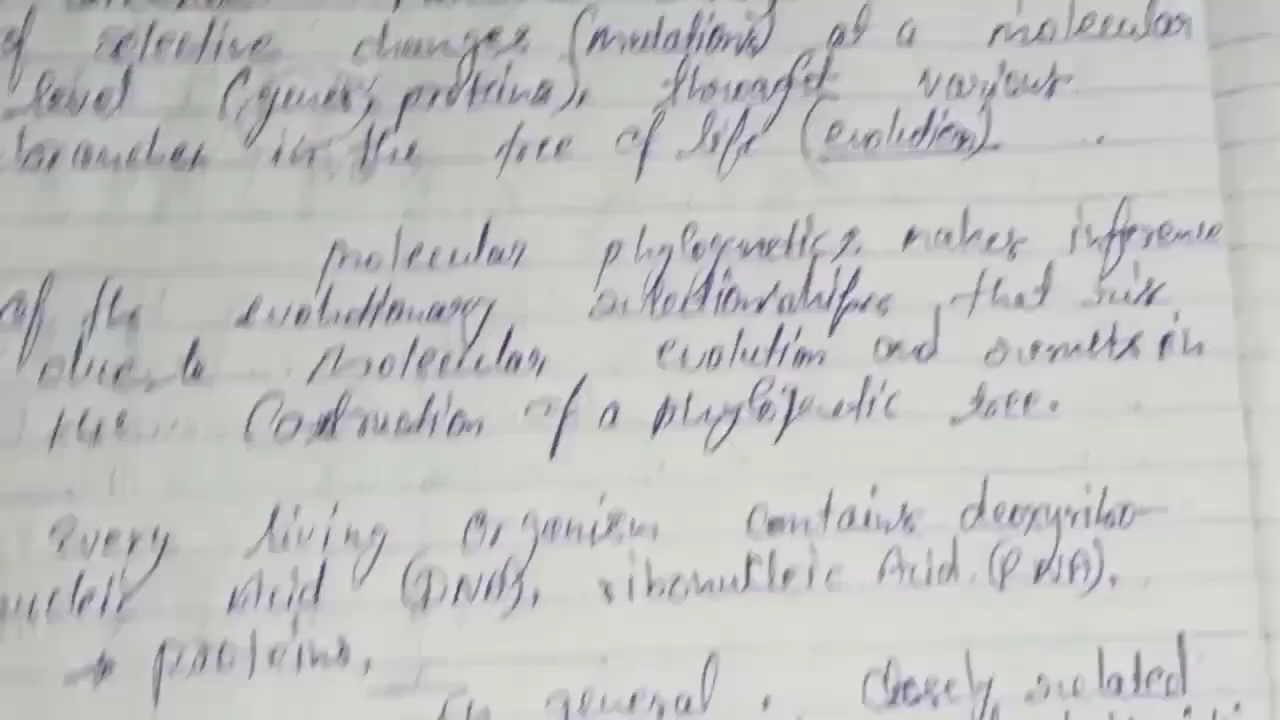 of selective changes (mutations) at a molecular
level (genes, proteins), throught various
branches in the tree of life (evolution).
molecular phylogenetics makes inference
of the evolutionary relationships that
due to molecular evolution and results in
the Construction of a phylogenetic tree.
Every living organism contains deoxyribo-
nucleic Acid (DNA), ribonucleic Acid (RNA),
→ proteins,
In general, Closely related